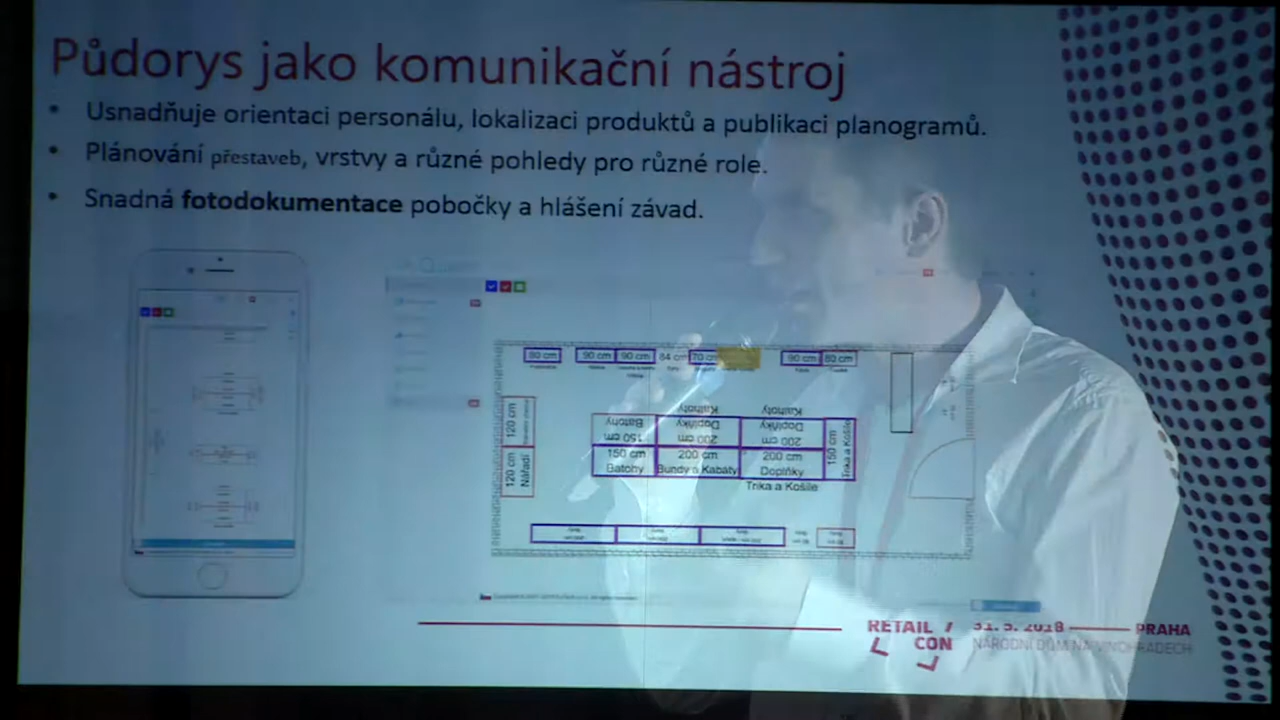 Půdorys jako komunikační nástroj
• Usnadňuje orientaci personálu, lokalizaci produktů a publikaci planogramů.
• Plánování přestaveb, vrstvy a různé pohledy pro různé role.
• Snadná fotodokumentace pobočky a hlášení závad.
80 cm 90 cm 90 cm 84 cm 70 cm 90 cm 80 cm
Kalhoty Kalhoty
Batohy Doplňky Doplňky
150 cm 200 cm 200 cm
150 cm 200 cm 200 cm
Batohy Bundy a Kabáty Doplňky
Trika a Košile
120 cm
120 cm
Nářadí
150 cm
Trika a Košile
RETAIL / 31. 5. 2018 PRAHA
CON NÁRODNÍ DŮM NA VINOHRADECH